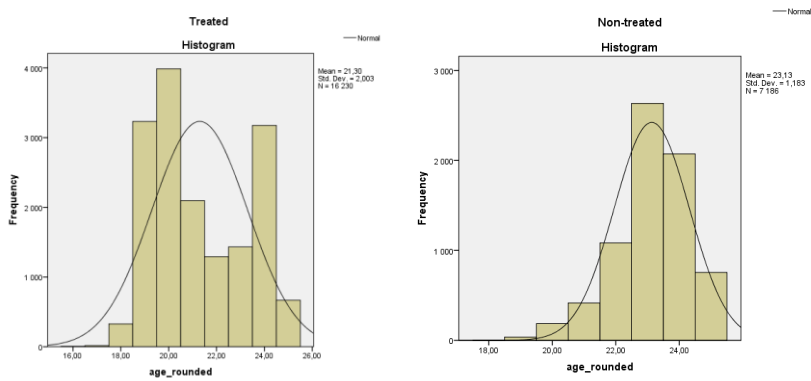 Treated
Histogram
Normal
Mean = 21,30
Std. Dev. = 2,003
N = 16 230
4 000
3 000
2 000
1 000
0
Frequency
16,00 18,00 20,00 22,00 24,00 26,00
age_rounded
Normal
Non-treated
Histogram
Mean = 23,13
Std. Dev. = 1,183
N = 7 186
3 000
2 000
1 000
0
Frequency
18,00 20,00 22,00 24,00
age_rounded